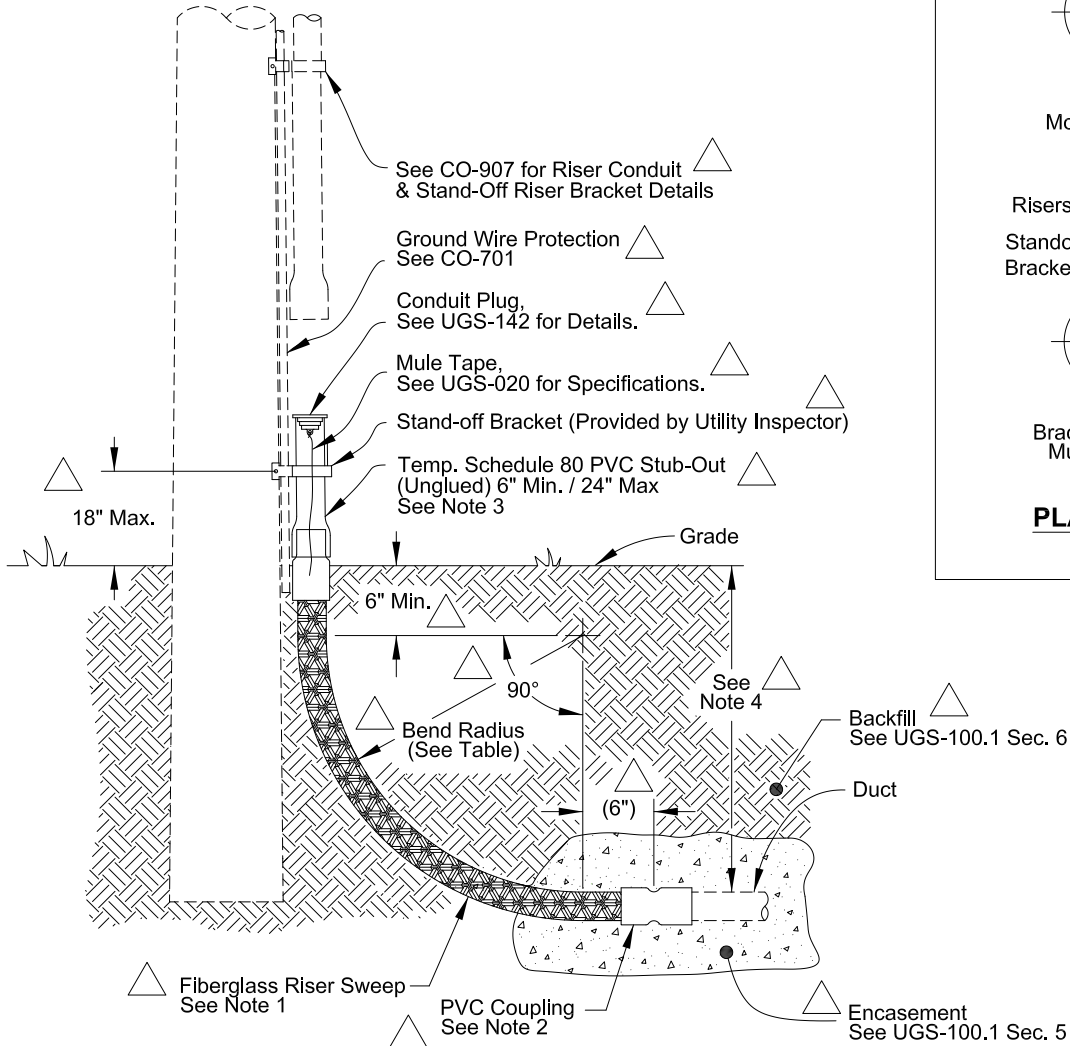 See CO-907 for Riser Conduit
& Stand-Off Riser Bracket Details
Ground Wire Protection
See CO-701
Conduit Plug,
See UGS-142 for Details.
Mule Tape,
See UGS-020 for Specifications.
Stand-off Bracket (Provided by Utility Inspector)
Temp. Schedule 80 PVC Stub-Out
(Unglued) 6" Min. / 24" Max
See Note 3
18" Max.
Grade
6" Min.
90°
See
Note 4
Bend Radius
(See Table)
(6")
Backfill
See UGS-100.1 Sec. 6
Duct
Fiberglass Riser Sweep
See Note 1
PVC Coupling
See Note 2
Encasement
See UGS-100.1 Sec. 5
Risers